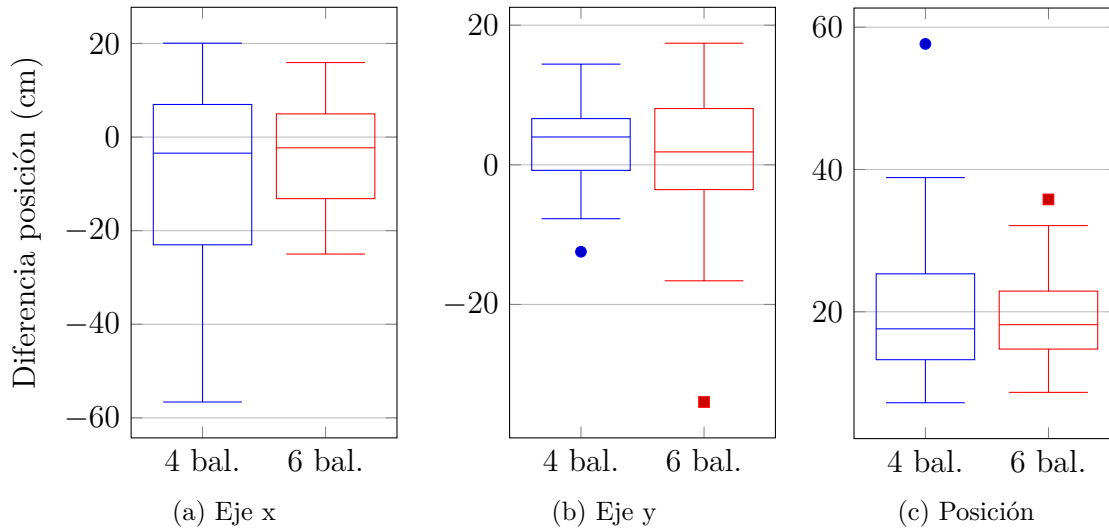 Diferencia posición (cm)
20
0
−20
−40
−60
4 bal.
6 bal.
(a) Eje x
20
0
−20
4 bal.
6 bal.
(b) Eje y
60
40
20
4 bal.
6 bal.
(c) Posición